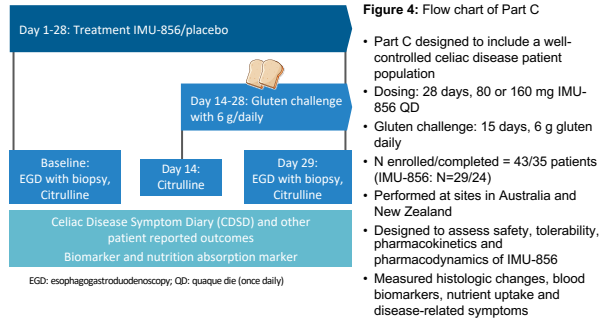 Day 1-28: Treatment IMU-856/placebo
Day 14-28: Gluten challenge
with 6 g/daily
Baseline:
EGD with biopsy,
Citrulline
Day 14:
Citrulline
Day 29:
EGD with biopsy,
Citrulline
Celiac Disease Symptom Diary (CDSD) and other
patient reported outcomes
Biomarker and nutrition absorption marker
EGD: esophagogastroduodenoscopy; QD: quaque die (once daily)
Figure 4: Flow chart of Part C
• Part C designed to include a well-
controlled celiac disease patient
population
• Dosing: 28 days, 80 or 160 mg IMU-
856 QD
• Gluten challenge: 15 days, 6 g gluten
daily
• N enrolled/completed = 43/35 patients
(IMU-856: N=29/24)
• Performed at sites in Australia and
New Zealand
• Designed to assess safety, tolerability,
pharmacokinetics and
pharmacodynamics of IMU-856
• Measured histologic changes, blood
biomarkers, nutrient uptake and
disease-related symptoms